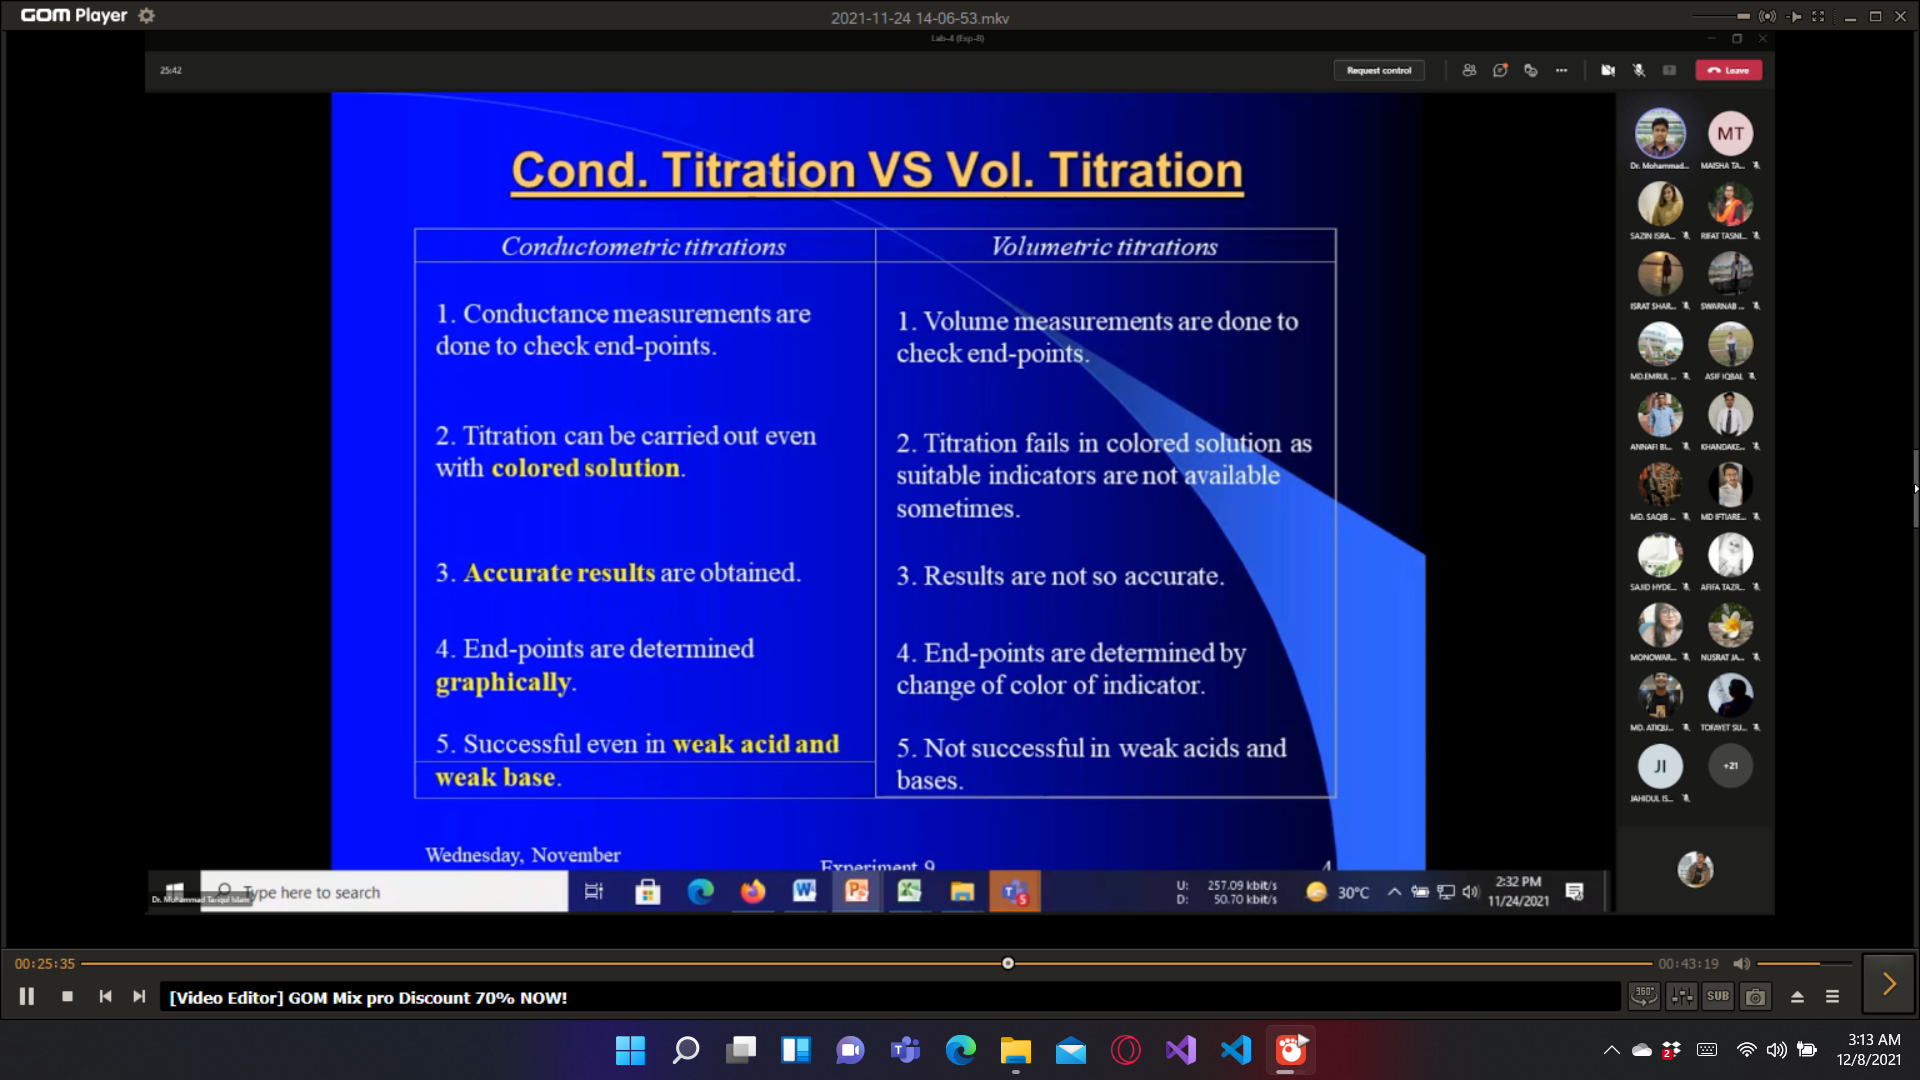 GOM Player
2021-11-24 14-06-53.mkv
Lab-4 (Exp-8)
25:42
Request control
Leave
Cond. Titration VS Vol. Titration
Conductometric titrations
1. Conductance measurements are
done to check end-points.
2. Titration can be carried out even
with colored solution.
3. Accurate results are obtained.
4. End-points are determined
graphically.
5. Successful even in weak acid and
weak base.
Volumetric titrations
1. Volume measurements are done to
check end-points.
2. Titration fails in colored solution as
suitable indicators are not available
sometimes.
3. Results are not so accurate.
4. End-points are determined by
change of color of indicator.
5. Not successful in weak acids and
bases.
Wednesday, November
Experiment 9
4
MT
Dr. Mohammad...
MAISHA TA...
SAZIN ISRA...
RIFAT TASNI...
ISRAT SHAR...
SWARNAB ...
MD.EMRUL ...
ASIF IQBAL
ANNAFI BI...
KHANDAKE...
MD. SAQIB ...
MD IFTIARE...
SAJID HYDE...
AFIFA TAZR...
MONOWAR...
NUSRAT JA...
MD. ATIQU...
TOFAYET SU...
JI
+21
JAHIDUL IS...
Type here to search
Dr. Muhammad Tariqul Islam
U: 257.09 kbit/s
D: 50.70 kbit/s
30°C
2:32 PM
11/24/2021
00:25:35
00:43:19
[Video Editor] GOM Mix pro Discount 70% NOW!
360°
SUB
2
3:13 AM
12/8/2021